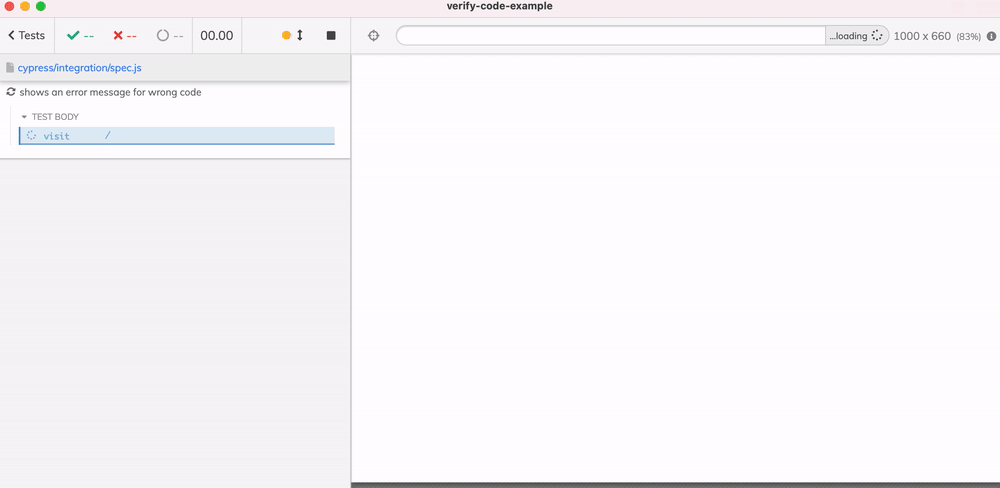 verify-code-example
Tests -- -- -- 00.00 ...loading 1000 x 660 (83%)
cypress/integration/spec.js
shows an error message for wrong code
TEST BODY
visit /